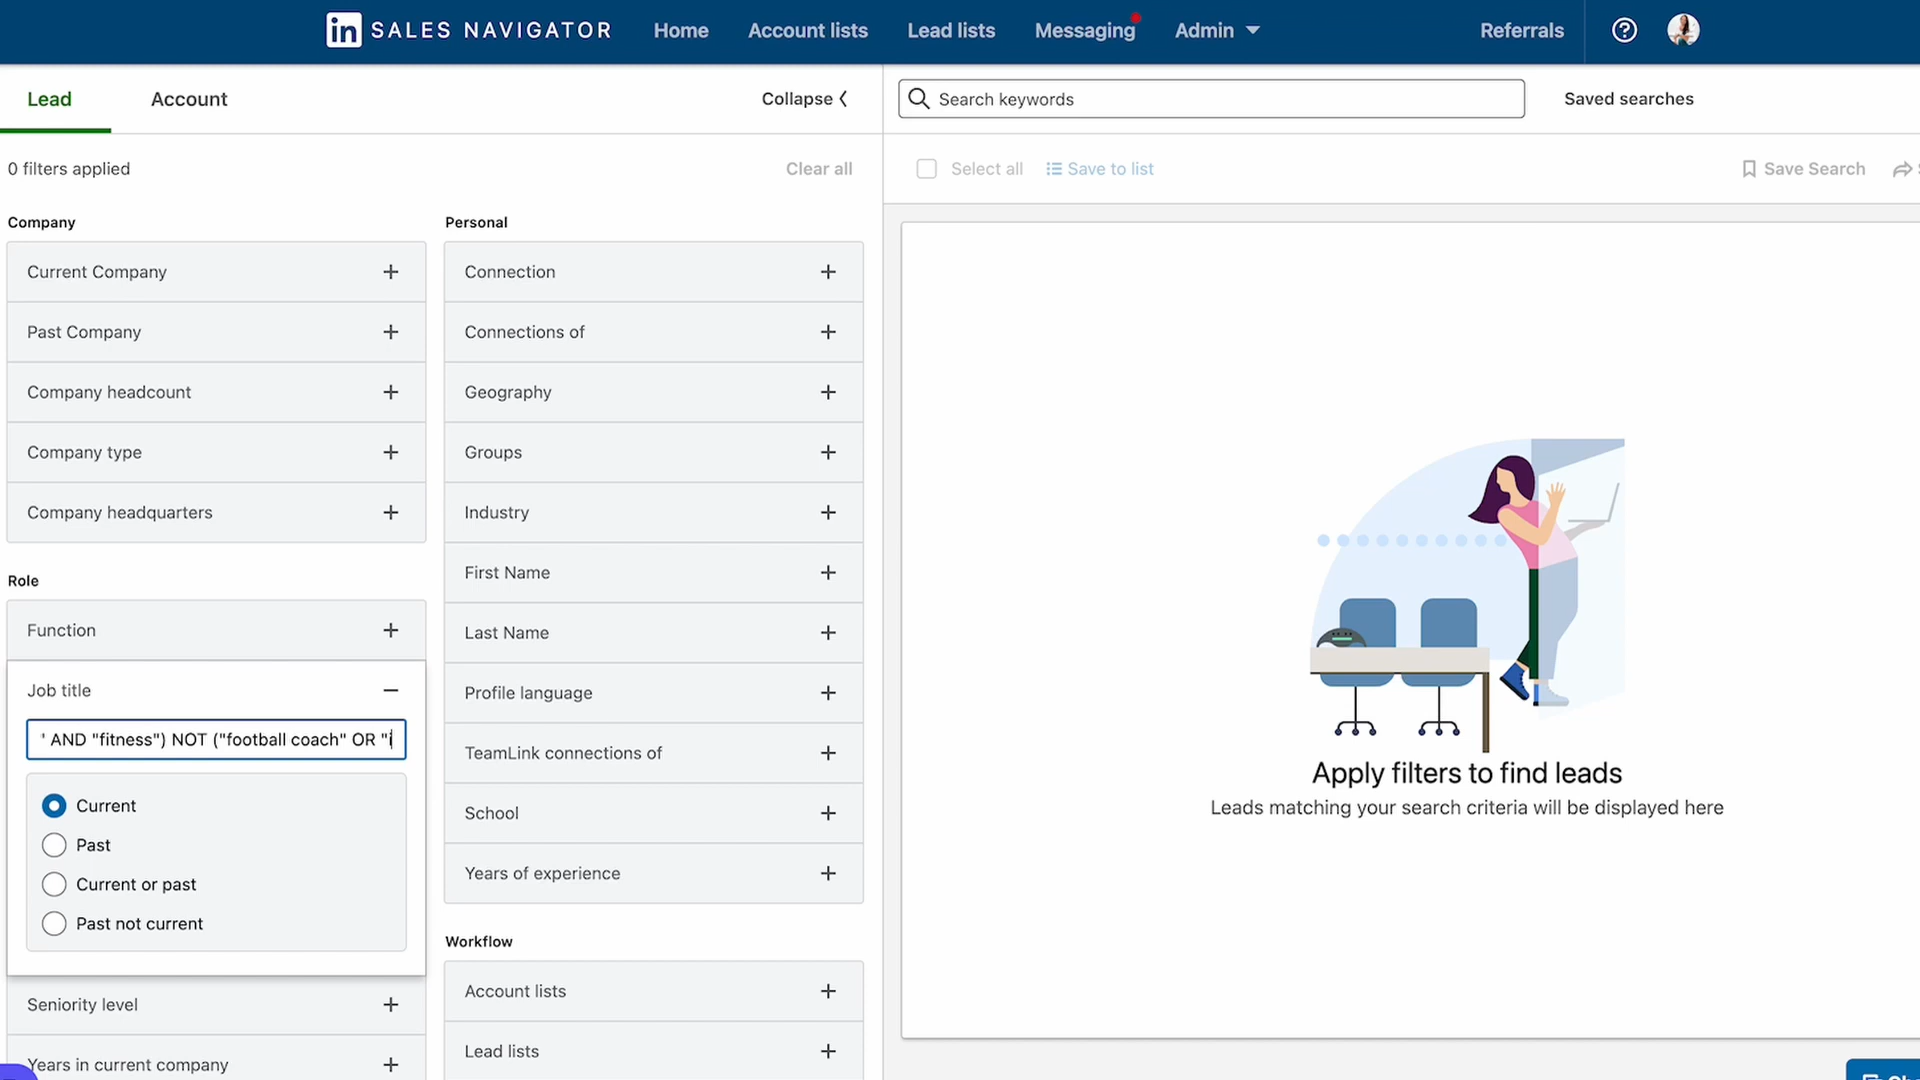 in SALES NAVIGATOR
Home
Account lists
Lead lists
Messaging
Admin
Referrals
Lead
Account
Collapse
Search keywords
Saved searches
0 filters applied
Clear all
Select all
Save to list
Save Search
Company
Current Company
Past Company
Company headcount
Company type
Company headquarters
Role
Function
Job title
" AND "fitness") NOT ("football coach" OR "i
Current
Past
Current or past
Past not current
Seniority level
Years in current company
Personal
Connection
Connections of
Geography
Groups
Industry
First Name
Last Name
Profile language
TeamLink connections of
School
Years of experience
Workflow
Account lists
Lead lists
Apply filters to find leads
Leads matching your search criteria will be displayed here